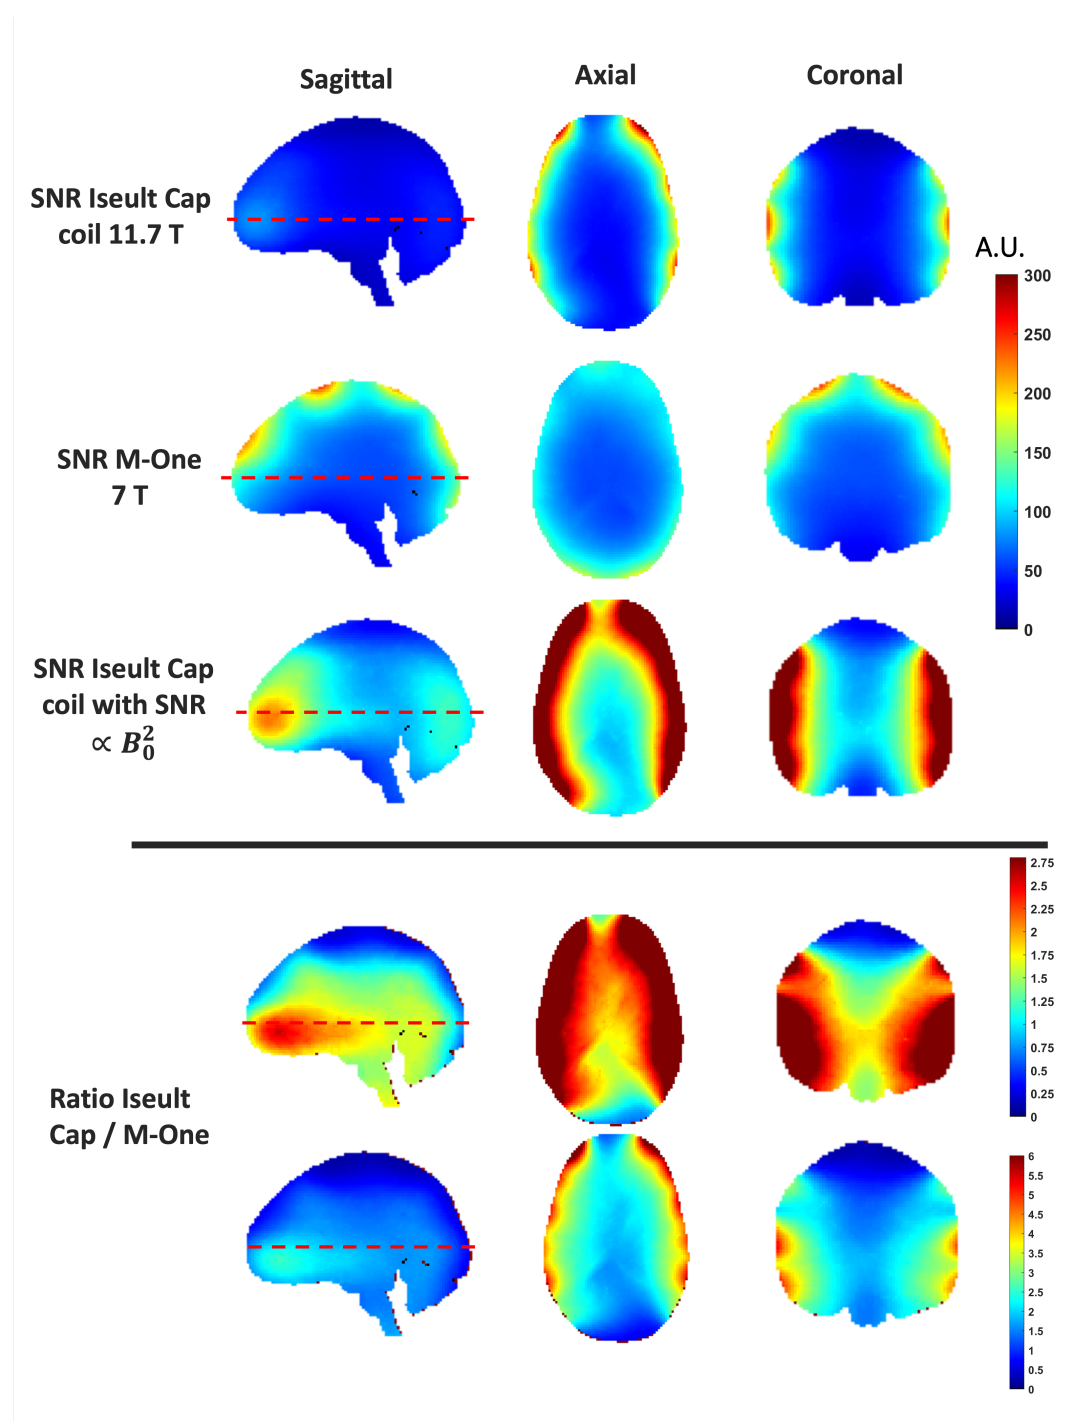 Sagittal
Axial
Coronal
SNR Iseult Cap
coil 11.7 T
A.U.
300
250
200
150
100
50
0
SNR M-One
7 T
SNR Iseult Cap
coil with SNR
∝ B₀²
2.75
2.5
2.25
2
1.75
1.5
1.25
1
0.75
0.5
0.25
0
Ratio Iseult
Cap / M-One
6
5.5
5
4.5
4
3.5
3
2.5
2
1.5
1
0.5
0